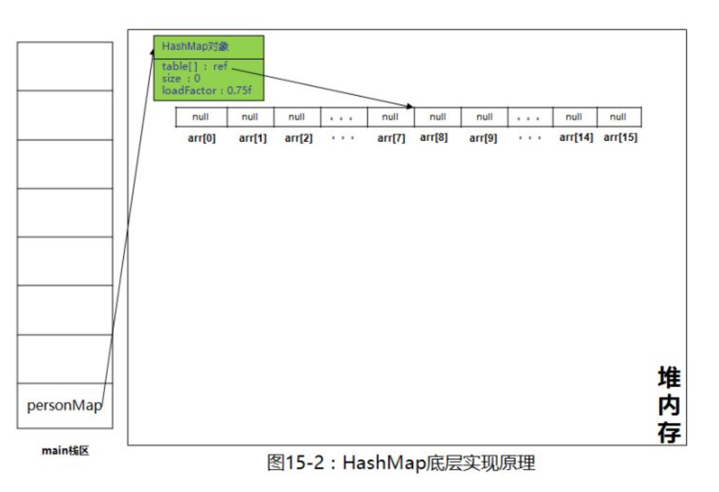 HashMap对象
table[ ] : ref
size : 0
loadFactor : 0.75f
null null null . . . null null null . . . null null
arr[0] arr[1] arr[2] . . . arr[7] arr[8] arr[9] . . . arr[14] arr[15]
personMap
main栈区
堆
内
存
图15-2：HashMap底层实现原理